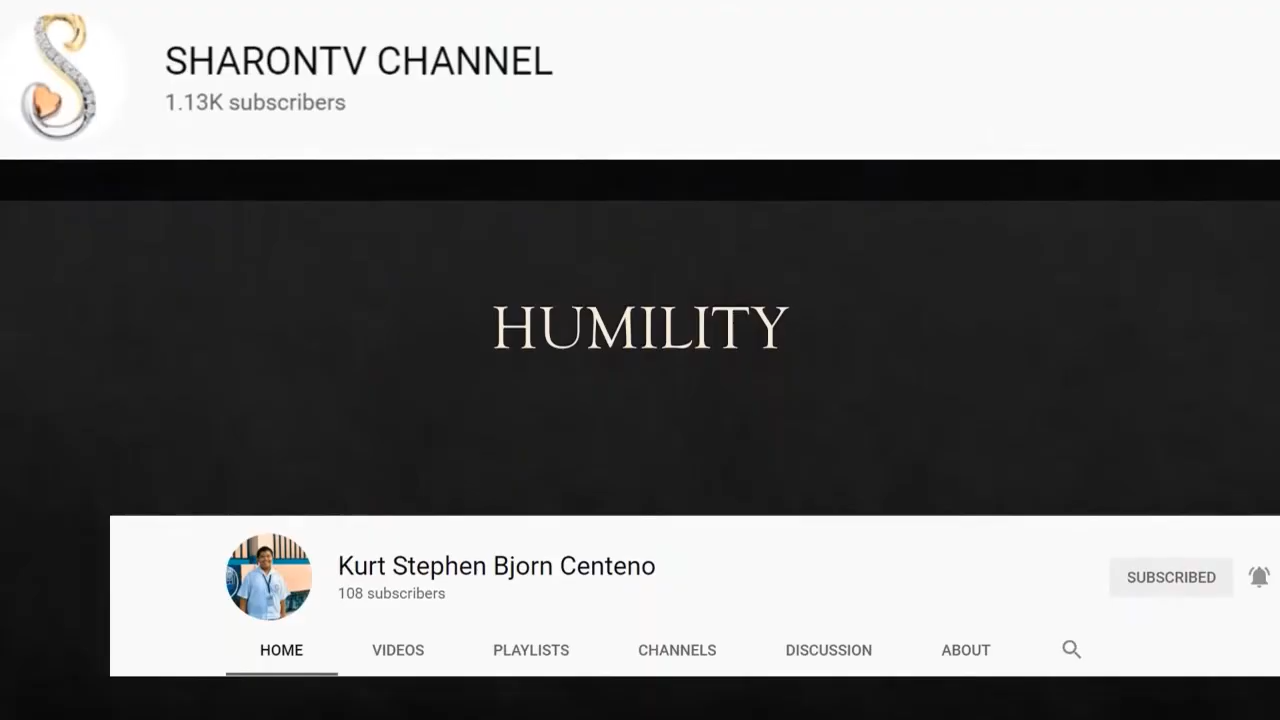 SHARONTV CHANNEL
1.13K subscribers
HUMILITY
Kurt Stephen Bjorn Centeno
108 subscribers
SUBSCRIBED
HOME VIDEOS PLAYLISTS CHANNELS DISCUSSION ABOUT